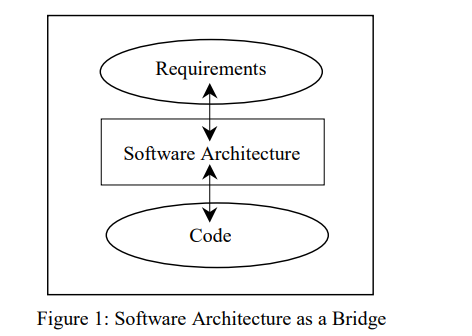 Requirements
Software Architecture
Code
Figure 1: Software Architecture as a Bridge